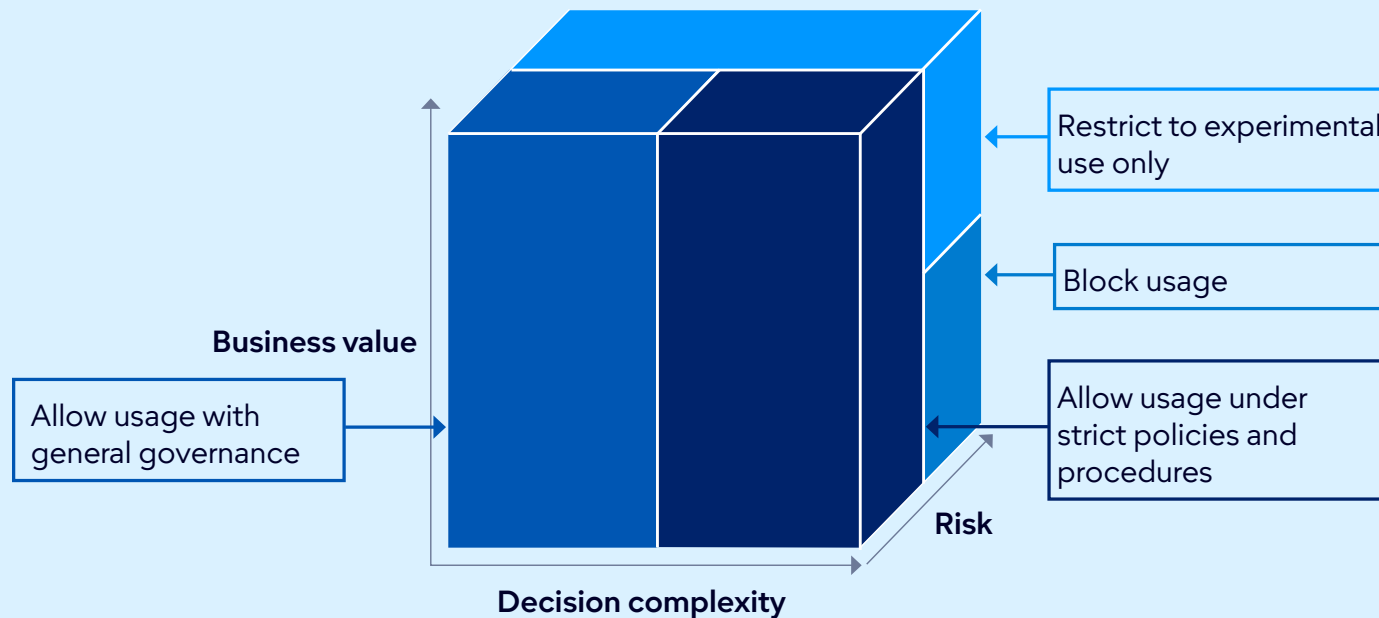 Restrict to experimental
use only
Block usage
Business value
Allow usage with
general governance
Allow usage under
strict policies and
procedures
Risk
Decision complexity